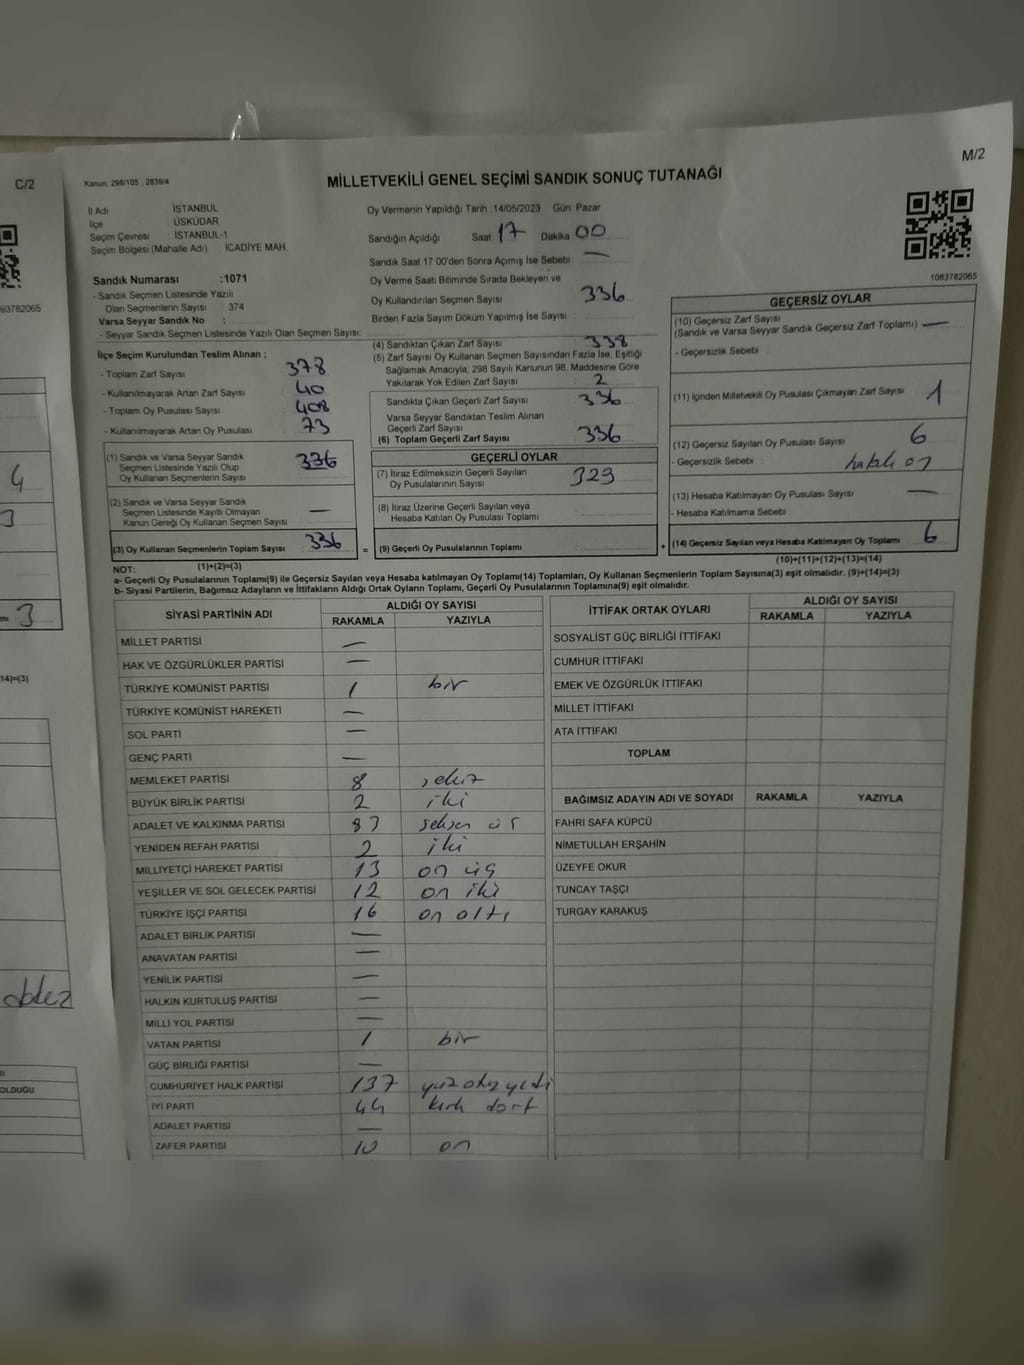 C/2
M/2
Kanun; 298/105 , 2839/4
MİLLETVEKİLİ GENEL SEÇİMİ SANDIK SONUÇ TUTANAĞI
İl Adı İSTANBUL
İlçe ÜSKÜDAR
Seçim Çevresi İSTANBUL-1
Seçim Bölgesi (Mahalle Adı) İCADİYE MAH.
Oy Vermenin Yapıldığı Tarih :14/05/2023 Gün: Pazar
Sandığın Açıldığı Saat 17 Dakika 00
Sandık Saat 17 00'den Sonra Açımış İse Sebebi —
1083782065
93782065
Sandık Numarası :1071
- Sandık Seçmen Listesinde Yazılı
Olan Seçmenlerin Sayısı : 374
Varsa Seyyar Sandık No :
- Seyyar Sandık Seçmen Listesinde Yazılı Olan Seçmen Sayısı:
Oy Verme Saati Bitiminde Sırada Bekleyen ve
Oy Kullandırılan Seçmen Sayısı 336
Birden Fazla Sayım Döküm Yapılmış İse Sayısı :
İlçe Seçim Kurulundan Teslim Alınan ;
- Toplam Zarf Sayısı 378
- Kullanılmayarak Artan Zarf Sayısı 40
- Toplam Oy Pusulası Sayısı 408
- Kullanılmayarak Artan Oy Pusulası 73
(1) Sandık ve Varsa Seyyar Sandık
Seçmen Listesinde Yazılı Olup
Oy Kullanan Seçmenlerin Sayısı 336
(2) Sandık ve Varsa Seyyar Sandık
Seçmen Listesinde Kayıtlı Olmayan
Kanun Gereği Oy Kullanan Seçmen Sayısı —
(3) Oy Kullanan Seçmenlerin Toplam Sayısı 336
(1)+(2)=(3)
(4) Sandıktan Çıkan Zarf Sayısı 338
(5) Zarf Sayısı Oy Kullanan Seçmen Sayısından Fazla İse, Eşitliği
Sağlamak Amacıyla, 298 Sayılı Kanunun 98. Maddesine Göre
Yakılarak Yok Edilen Zarf Sayısı 2
Sandıkta Çıkan Geçerli Zarf Sayısı 336
Varsa Seyyar Sandıktan Teslim Alınan
Geçerli Zarf Sayısı :
(6) Toplam Geçerli Zarf Sayısı 336
GEÇERLİ OYLAR
(7) İtiraz Edilmeksizin Geçerli Sayılan
Oy Pusulalarının Sayısı 329
(8) İtiraz Üzerine Geçerli Sayılan veya
Hesaba Katılan Oy Pusulası Toplamı
= (9) Geçerli Oy Pusulalarının Toplamı
GEÇERSİZ OYLAR
(10) Geçersiz Zarf Sayısı
(Sandık ve Varsa Seyyar Sandık Geçersiz Zarf Toplamı) —
- Geçersizlik Sebebi :
(11) İçinden Milletvekili Oy Pusulası Çıkmayan Zarf Sayısı 1
(12) Geçersiz Sayılan Oy Pusulası Sayısı 6
- Geçersizlik Sebebi : hatalı oy
(13) Hesaba Katılmayan Oy Pusulası Sayısı —
- Hesaba Katılmama Sebebi
+ (14) Geçersiz Sayılan veya Hesaba Katılmayan Oy Toplamı 6
(10)+(11)+(12)+(13)=(14)
NOT:
a- Geçerli Oy Pusulalarının Toplamı(9) ile Geçersiz Sayılan veya Hesaba katılmayan Oy Toplamı(14) Toplamları, Oy Kullanan Seçmenlerin Toplam Sayısına(3) eşit olmalıdır. (9)+(14)=(3)
b- Siyasi Partilerin, Bağımsız Adayların ve İttifakların Aldığı Ortak Oyların Toplamı, Geçerli Oy Pusulalarının Toplamına(9) eşit olmalıdır.
SİYASİ PARTİNİN ADI ALDIĞI OY SAYISI
RAKAMLA YAZIYLA
MİLLET PARTİSİ —
HAK VE ÖZGÜRLÜKLER PARTİSİ —
TÜRKİYE KOMÜNİST PARTİSİ 1 bir
TÜRKİYE KOMÜNİST HAREKETİ —
SOL PARTİ —
GENÇ PARTİ —
MEMLEKET PARTİSİ 8 sekiz
BÜYÜK BİRLİK PARTİSİ 2 iki
ADALET VE KALKINMA PARTİSİ 83 seksen üç
YENİDEN REFAH PARTİSİ 2 iki
MİLLİYETÇİ HAREKET PARTİSİ 13 on üç
YEŞİLLER VE SOL GELECEK PARTİSİ 12 on iki
TÜRKİYE İŞÇİ PARTİSİ 16 on altı
ADALET BİRLİK PARTİSİ —
ANAVATAN PARTİSİ —
YENİLİK PARTİSİ —
HALKIN KURTULUŞ PARTİSİ —
MİLLİ YOL PARTİSİ —
VATAN PARTİSİ 1 bir
GÜÇ BİRLİĞİ PARTİSİ —
CUMHURİYET HALK PARTİSİ 137 yüz otuz yedi
İYİ PARTİ 44 kırk dört
ADALET PARTİSİ —
ZAFER PARTİSİ 10 on
İTTİFAK ORTAK OYLARI ALDIĞI OY SAYISI
RAKAMLA YAZIYLA
SOSYALİST GÜÇ BİRLİĞİ İTTİFAKI
CUMHUR İTTİFAKI
EMEK VE ÖZGÜRLÜK İTTİFAKI
MİLLET İTTİFAKI
ATA İTTİFAKI
TOPLAM
BAĞIMSIZ ADAYIN ADI VE SOYADI RAKAMLA YAZIYLA
FAHRİ SAFA KÜPCÜ
NİMETULLAH ERŞAHİN
ÜZEYFE OKUR
TUNCAY TAŞÇI
TURGAY KARAKUŞ
4
3
3
14)=(3)
OLDUĞU